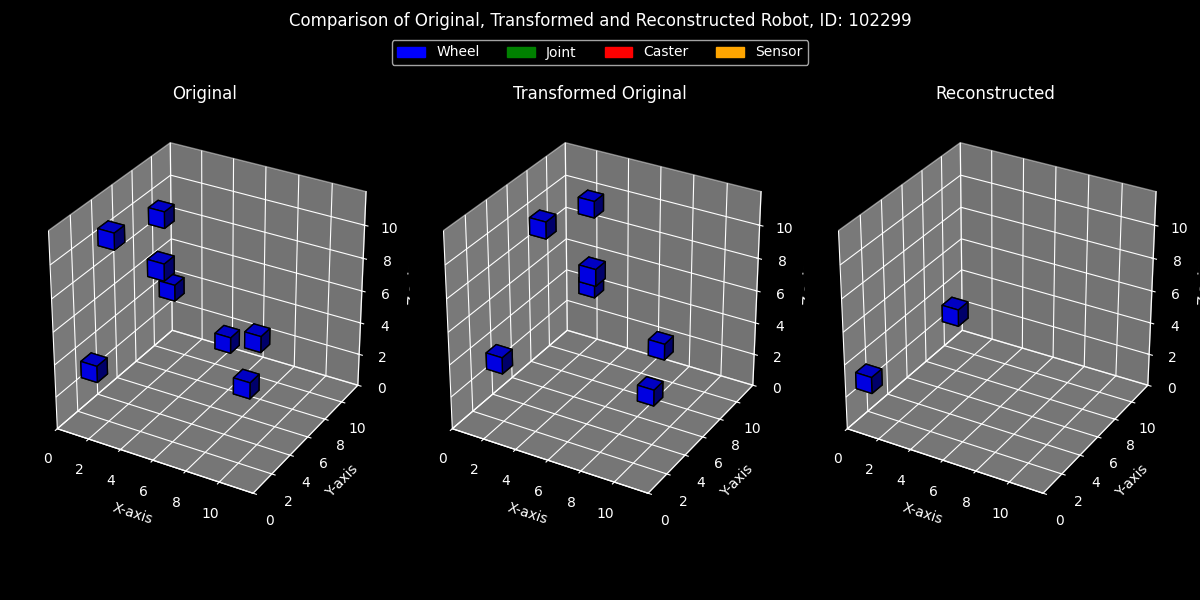 Comparison of Original, Transformed and Reconstructed Robot, ID: 102299
Wheel Joint Caster Sensor
Original Transformed Original Reconstructed
10 10 10
8 8 8
6 6 6
4 4 4
2 2 2
0 0 0
10 10 10
8 8 8
6 6 6
4 4 4
2 2 2
0 0 0
0 2 4 6 8 10 0 2 4 6 8 10 0 2 4 6 8 10
X-axis Y-axis X-axis Y-axis X-axis Y-axis